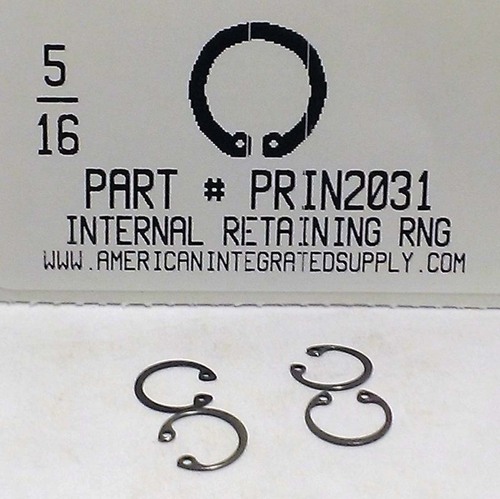 5
16
PART # PRIN2031
INTERNAL RETAINING RNG
WWW.AMERICANINTEGRATEDSUPPLY.COM